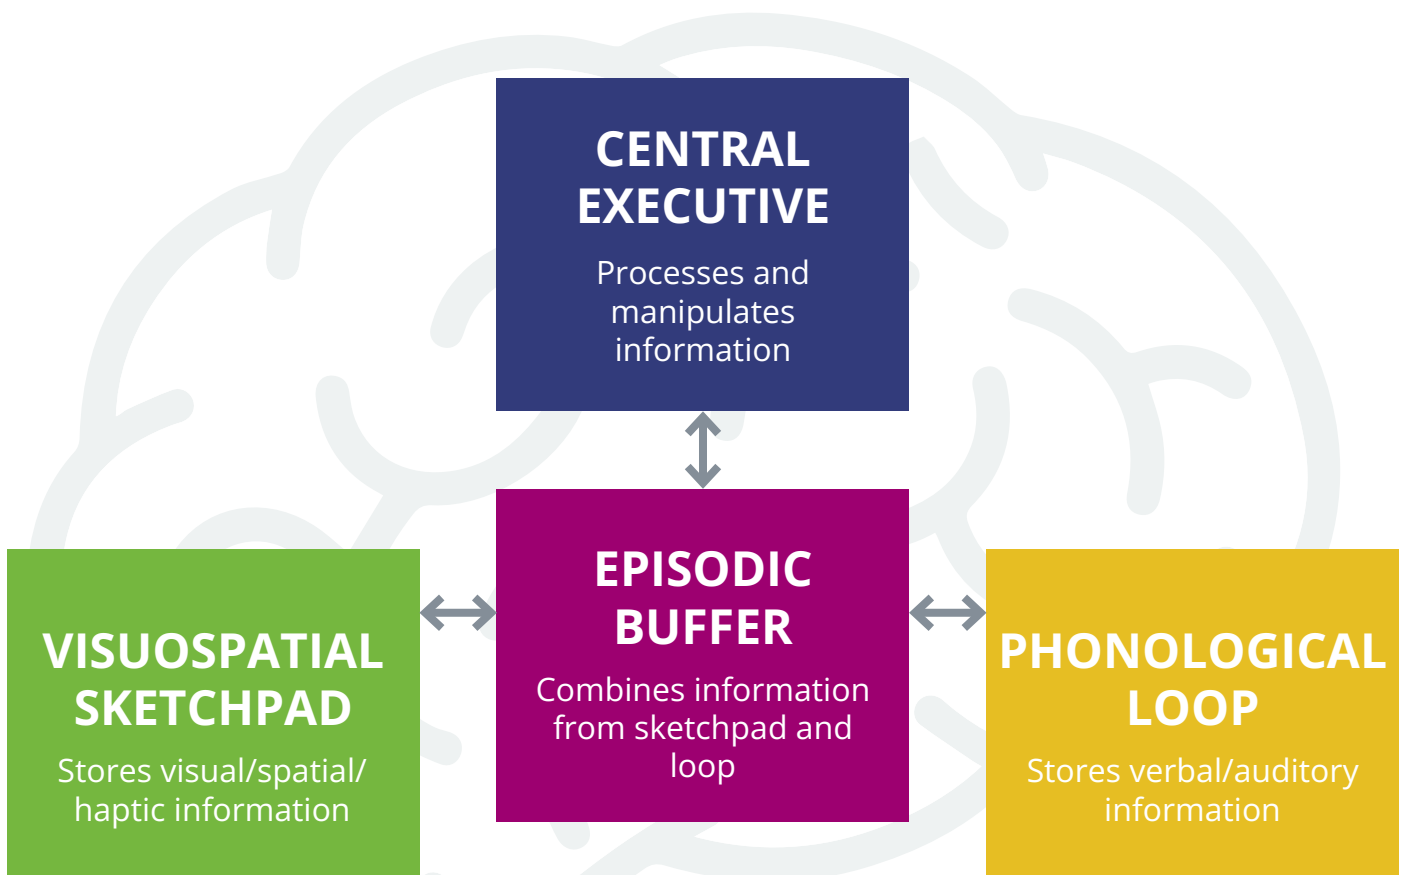 CENTRAL
EXECUTIVE
Processes and
manipulates
information
EPISODIC
BUFFER
Combines information
from sketchpad and
loop
VISUOSPATIAL
SKETCHPAD
Stores visual/spatial/
haptic information
PHONOLOGICAL
LOOP
Stores verbal/auditory
information